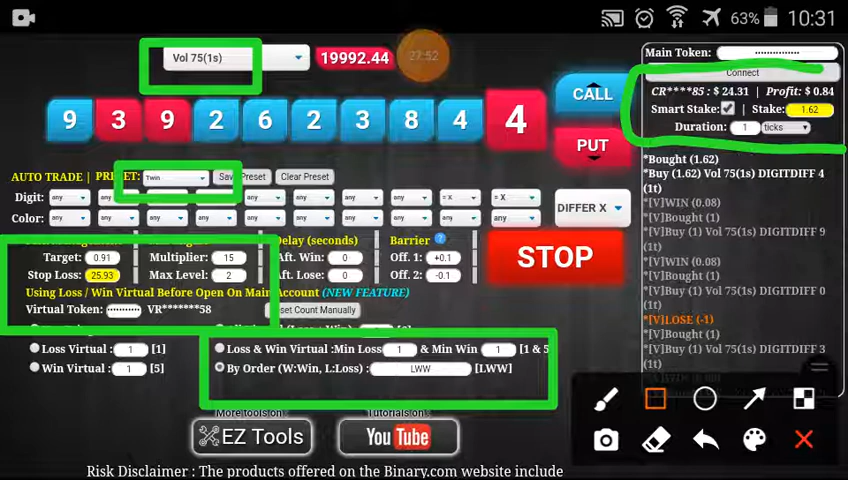 63% 10:31
Vol 75(1s)
19992.44
27:52
Main Token: ................
Connect
CR****85 : $ 24.31 | Profit: $ 0.84
Smart Stake: | Stake: 1.62
Duration: 1 ticks
9 3 9 2 6 2 3 8 4 4
CALL
PUT
AUTO TRADE | PRESET: Twin Save Preset Clear Preset
Digit: any any any any any any any any = X = X
Color: any any any any any any any any any any
DIFFER X
Delay (seconds) Barrier ?
Target: 0.91 Multiplier: 15 Aft. Win: 0 Off. 1: +0.1
Stop Loss: 25.93 Max Level: 2 Aft. Loss: 0 Off. 2: -0.1
STOP
Using Loss / Win Virtual Before Open On Main Account (NEW FEATURE)
Virtual Token: .......... VR*******58 Reset Count Manually
Loss Virtual: 1 [1]
Win Virtual : 1 [5]
Loss & Win Virtual :Min Loss 1 & Min Win 1 [1 & 5
By Order (W:Win, L:Loss) : LWW [LWW]
*Bought (1.62)
*Buy (1.62) Vol 75(1s) DIGITDIFF 4
(1t)
*[V]WIN (0.08)
*[V]Bought (1)
*[V]Buy (1) Vol 75(1s) DIGITDIFF 9
(1t)
*[V]WIN (0.08)
*[V]Bought (1)
*[V]Buy (1) Vol 75(1s) DIGITDIFF 0
(1t)
*[V]LOSE (-1)
*[V]Bought (1)
*[V]Buy (1) Vol 75(1s) DIGITDIFF 3
(1t)
More tools on :
EZ Tools
Tutorials on :
YouTube
Risk Disclaimer : The products offered on the Binary.com website include